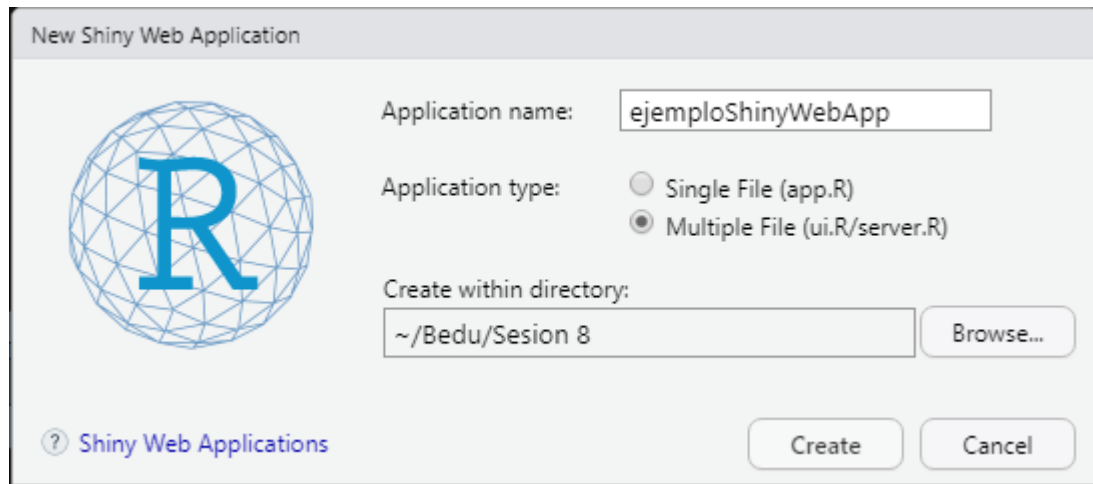 New Shiny Web Application
R
Application name: ejemploShinyWebApp
Application type: Single File (app.R)
Multiple File (ui.R/server.R)
Create within directory:
~/Bedu/Sesion 8 Browse...
? Shiny Web Applications Create Cancel